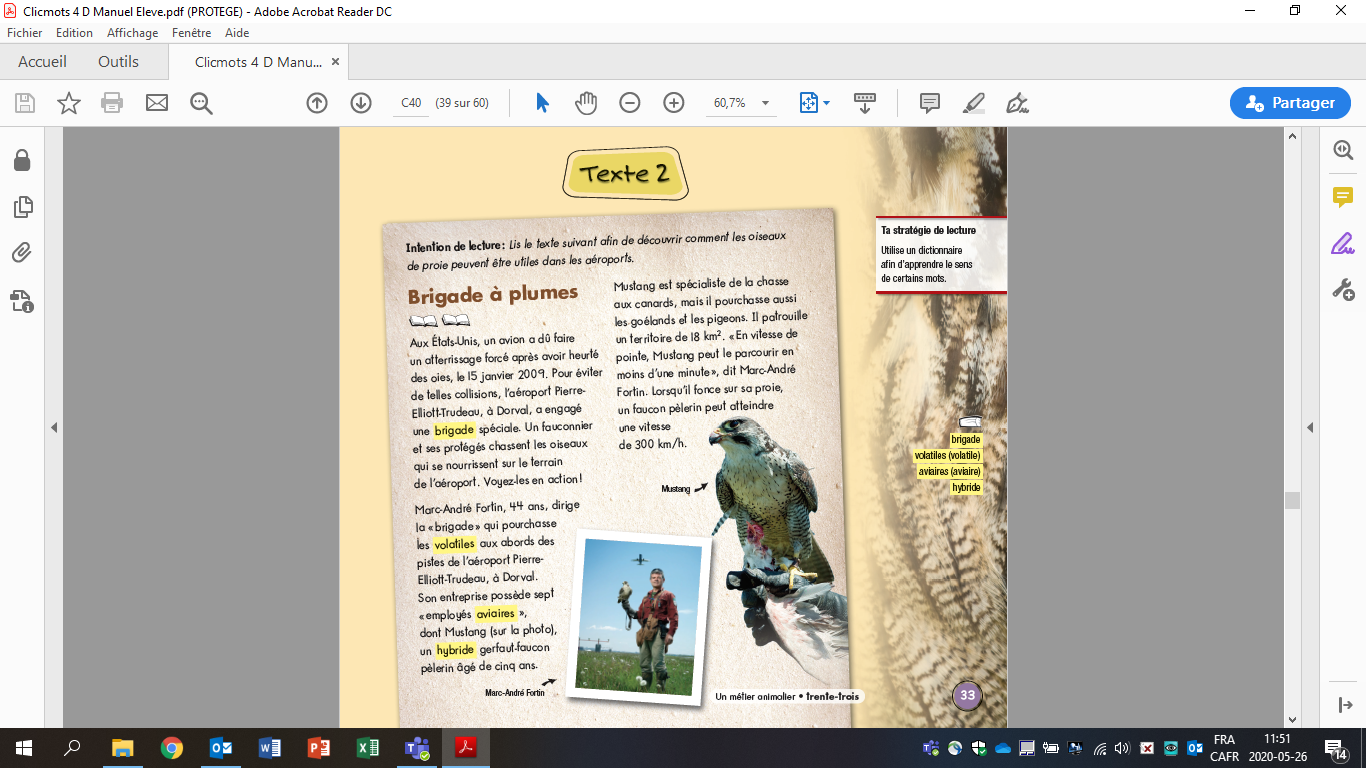 Clicmots 4 D Manuel Eleve.pdf (PROTEGE) - Adobe Acrobat Reader DC
Fichier Edition Affichage Fenêtre Aide
Accueil Outils Clicmots 4 D Manu... ×
C40 (39 sur 60) 60,7% Partager
Texte 2
Intention de lecture : Lis le texte suivant afin de découvrir comment les oiseaux
de proie peuvent être utiles dans les aéroports.
Brigade à plumes
Aux États-Unis, un avion a dû faire
un atterrissage forcé après avoir heurté
des oies, le 15 janvier 2009. Pour éviter
de telles collisions, l'aéroport Pierre-
Elliott-Trudeau, à Dorval, a engagé
une brigade spéciale. Un fauconnier
et ses protégés chassent les oiseaux
qui se nourrissent sur le terrain
de l'aéroport. Voyez-les en action !
Marc-André Fortin, 44 ans, dirige
la « brigade » qui pourchasse
les volatiles aux abords des
pistes de l'aéroport Pierre-
Elliott-Trudeau, à Dorval.
Son entreprise possède sept
« employés aviaires »,
dont Mustang (sur la photo),
un hybride gerfaut-faucon
pèlerin âgé de cinq ans.
Marc-André Fortin
Mustang est spécialiste de la chasse
aux canards, mais il pourchasse aussi
les goélands et les pigeons. Il patrouille
un territoire de 18 km². « En vitesse de
pointe, Mustang peut le parcourir en
moins d'une minute », dit Marc-André
Fortin. Lorsqu'il fonce sur sa proie,
un faucon pèlerin peut atteindre
une vitesse
de 300 km/h.
Mustang
Ta stratégie de lecture
Utilise un dictionnaire
afin d'apprendre le sens
de certains mots.
brigade
volatiles (volatile)
aviaires (aviaire)
hybride
Un métier animalier • trente-trois
33
FRA
CAFR
11:51
2020-05-26
14